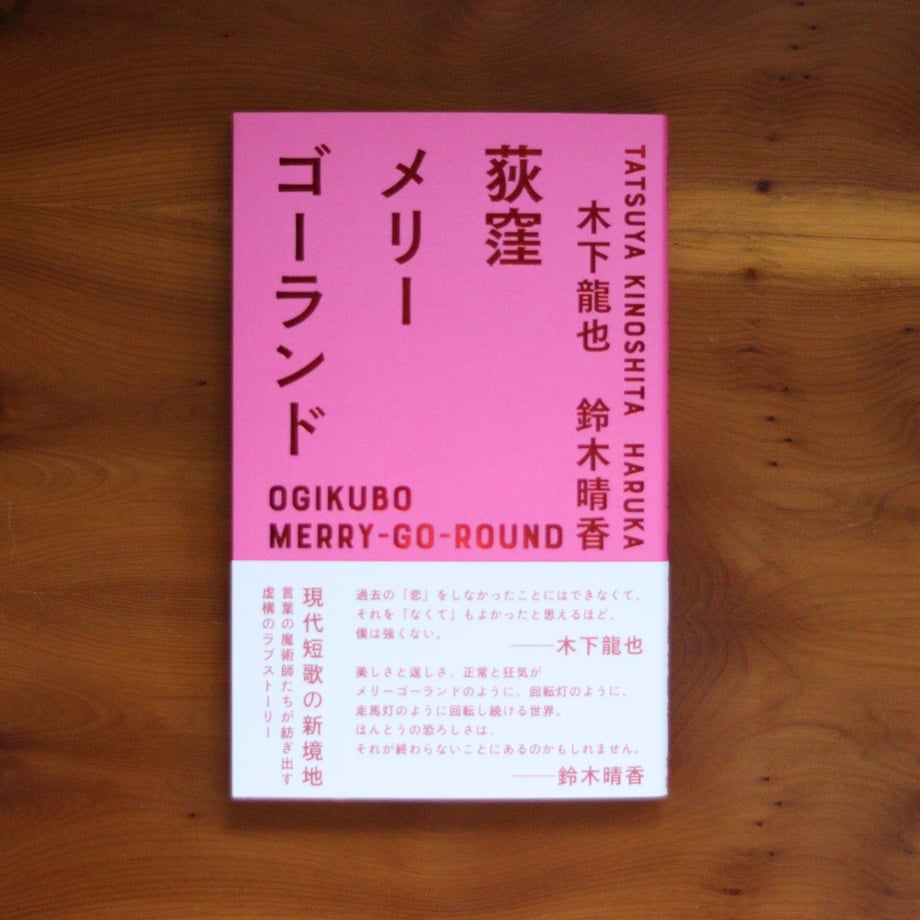 荻窪
メリー
ゴーランド
木下龍也 鈴木晴香
TATSUYA KINOSHITA HARUKA
OGIKUBO
MERRY-GO-ROUND
過去の「恋」をしなかったことにはできなくて、
それを「なくて」もよかったと思えるほど、
僕は強くない。
——木下龍也
美しさと逞しさ、正常と狂気が
メリーゴーランドのように、回転灯のように、
走馬灯のように回転し続ける世界。
ほんとうの恐ろしさは、
それが終わらないことにあるのかもしれません。
——鈴木晴香
現代短歌の新境地
言葉の魔術師たちが紡ぎ出す
虚構のラブストーリー